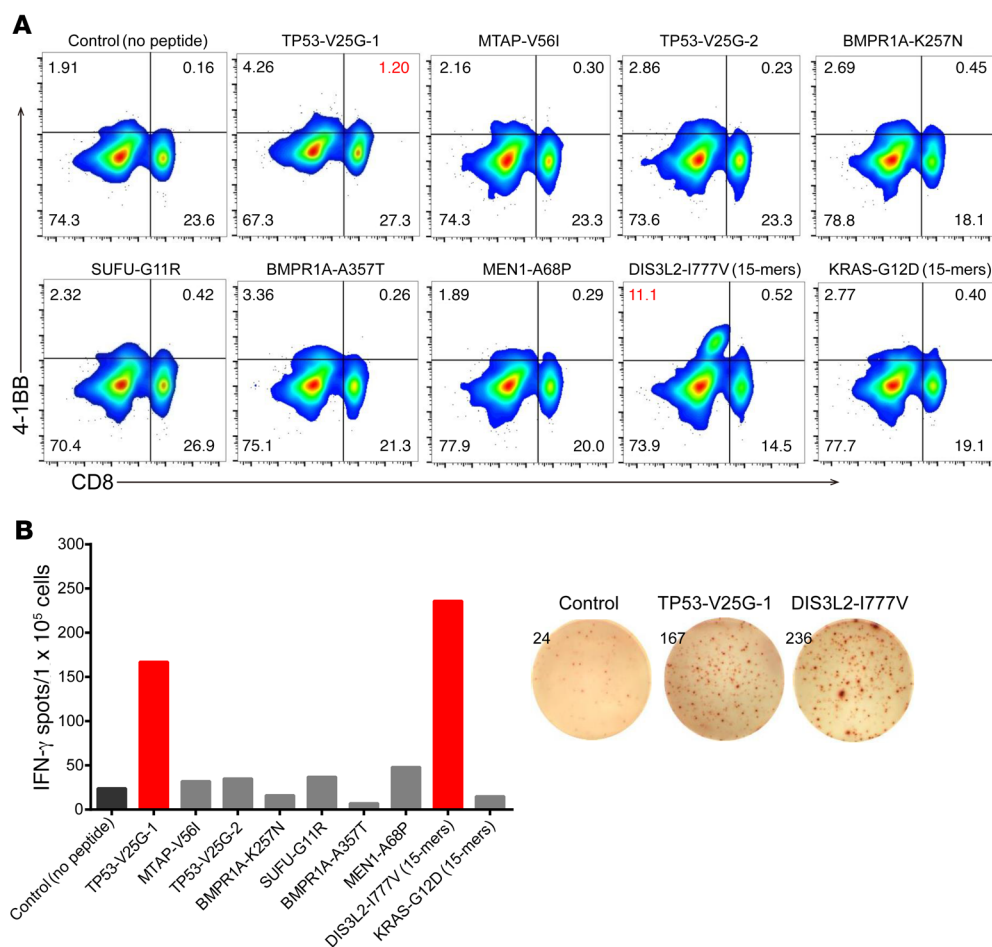 A
Control (no peptide)
TP53-V25G-1
MTAP-V56I
TP53-V25G-2
BMPR1A-K257N
1.91 0.16
4.26 1.20
2.16 0.30
2.86 0.23
2.69 0.45
74.3 23.6
67.3 27.3
74.3 23.3
73.6 23.3
78.8 18.1
SUFU-G11R
BMPR1A-A357T
MEN1-A68P
DIS3L2-I777V (15-mers)
KRAS-G12D (15-mers)
2.32 0.42
3.36 0.26
1.89 0.29
11.1 0.52
2.77 0.40
70.4 26.9
75.1 21.3
77.9 20.0
73.9 14.5
77.7 19.1
4-1BB
CD8
B
IFN-γ spots/1 x 10⁵ cells
300
250
200
150
100
50
0
Control (no peptide)
TP53-V25G-1
MTAP-V56I
TP53-V25G-2
BMPR1A-K257N
SUFU-G11R
BMPR1A-A357T
MEN1-A68P
DIS3L2-I777V (15-mers)
KRAS-G12D (15-mers)
Control
TP53-V25G-1
DIS3L2-I777V
24
167
236